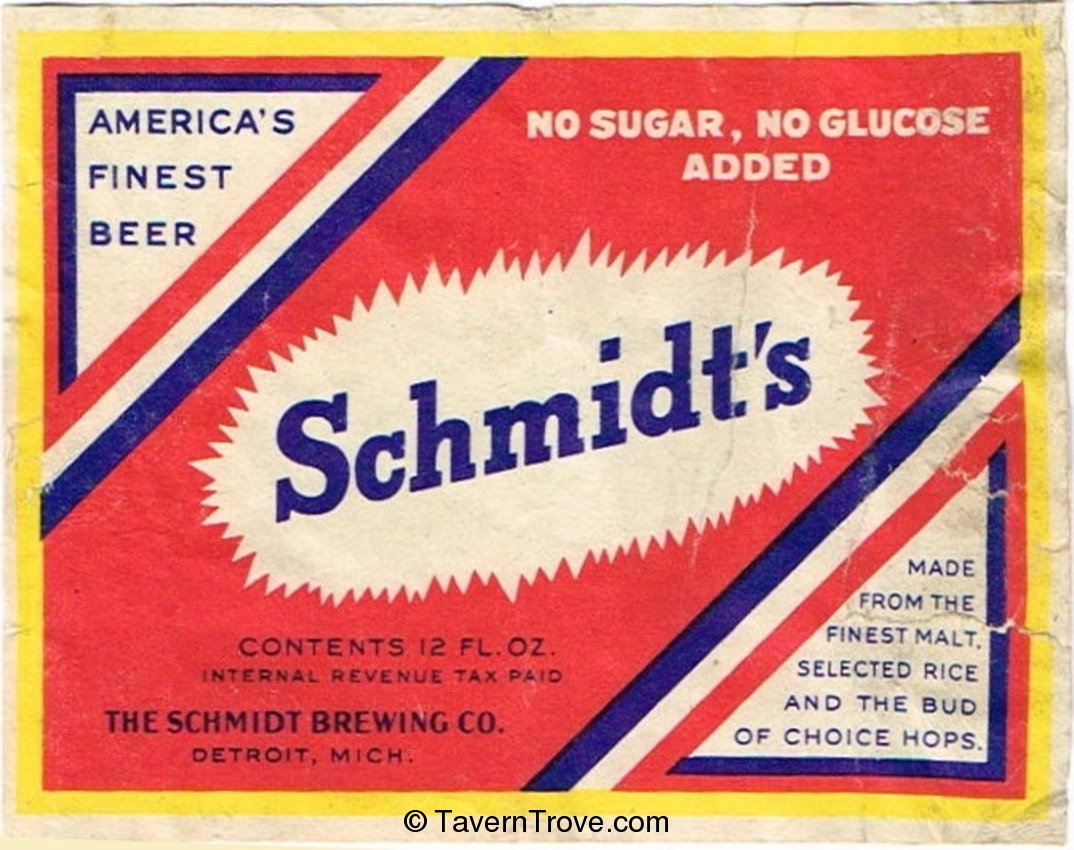 AMERICA'S
FINEST
BEER
NO SUGAR, NO GLUCOSE
ADDED
Schmidt's
CONTENTS 12 FL. OZ.
INTERNAL REVENUE TAX PAID
THE SCHMIDT BREWING CO.
DETROIT, MICH.
MADE
FROM THE
FINEST MALT,
SELECTED RICE
AND THE BUD
OF CHOICE HOPS.
© TavernTrove.com